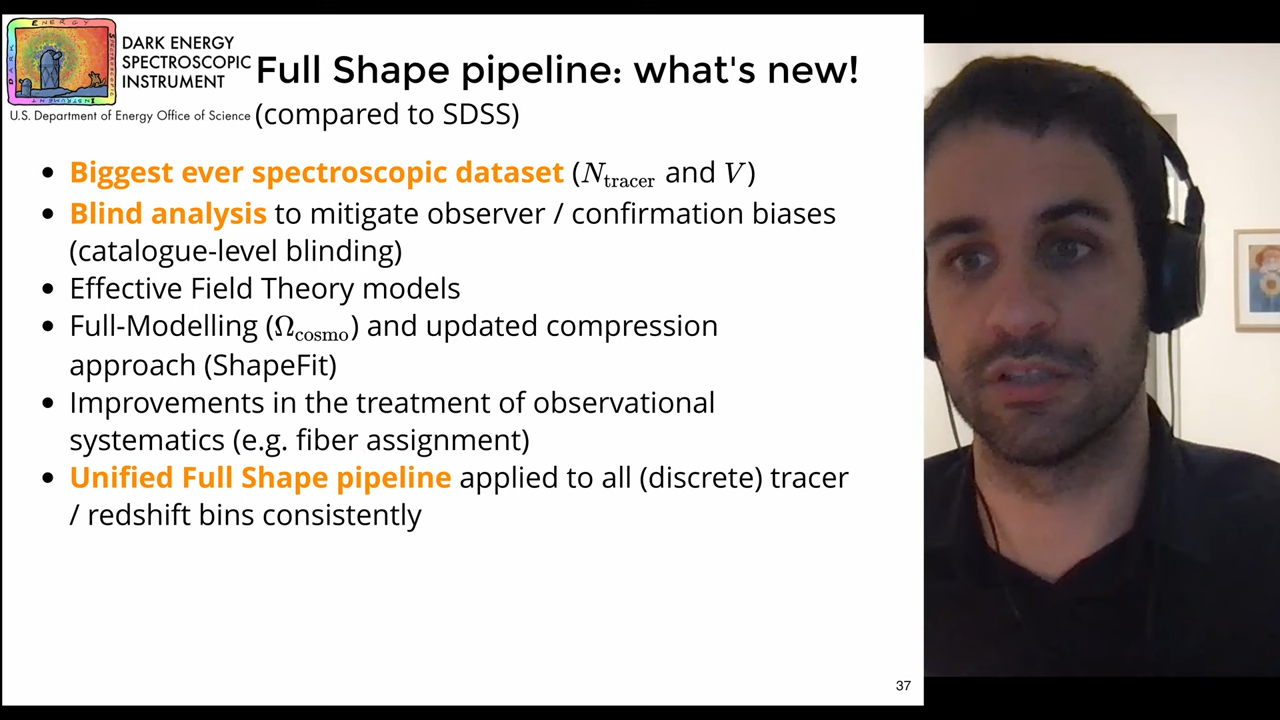 DARK ENERGY
SPECTROSCOPIC
INSTRUMENT
U.S. Department of Energy Office of Science
Full Shape pipeline: what's new!
(compared to SDSS)
• Biggest ever spectroscopic dataset (N_tracer and V)
• Blind analysis to mitigate observer / confirmation biases
(catalogue-level blinding)
• Effective Field Theory models
• Full-Modelling (Ω_cosmo) and updated compression
approach (ShapeFit)
• Improvements in the treatment of observational
systematics (e.g. fiber assignment)
• Unified Full Shape pipeline applied to all (discrete) tracer
/ redshift bins consistently
37